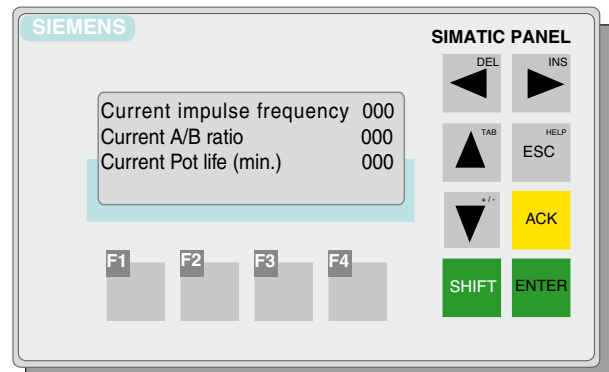 SIEMENS
SIMATIC PANEL
Current impulse frequency 000
Current A/B ratio 000
Current Pot life (min.) 000
DEL
INS
TAB
HELP
ESC
+/-
ACK
F1 F2 F3 F4
SHIFT ENTER